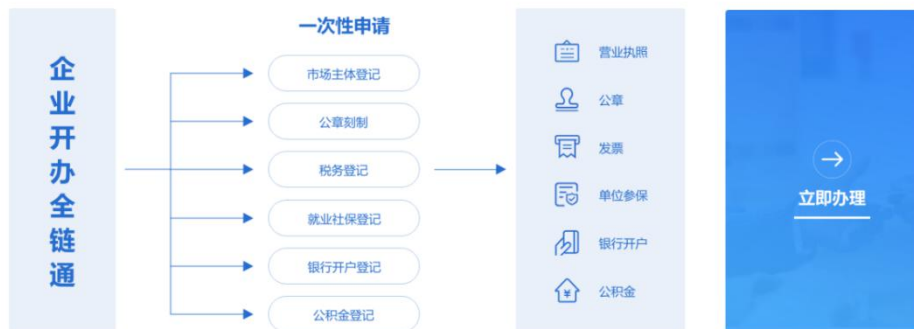 企业开办全链通
一次性申请
市场主体登记
公章刻制
税务登记
就业社保登记
银行开户登记
公积金登记
营业执照
公章
发票
单位参保
银行开户
公积金
立即办理